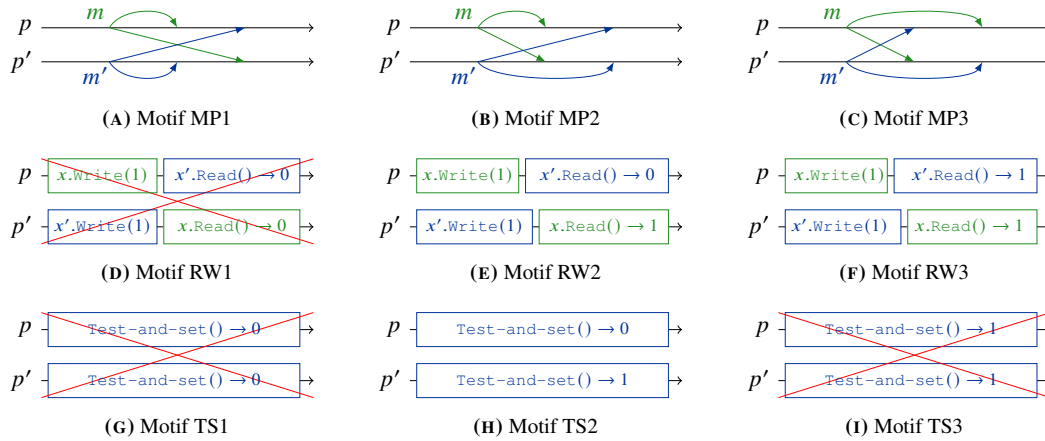 m m m
p p p
p′ p′ p′
m′ m′ m′
(A) Motif MP1 (B) Motif MP2 (C) Motif MP3
p x.Write(1) x′.Read() → 0 p x.Write(1) x′.Read() → 0 p x.Write(1) x′.Read() → 1
p′ x′.Write(1) x.Read() → 0 p′ x′.Write(1) x.Read() → 1 p′ x′.Write(1) x.Read() → 1
(D) Motif RW1 (E) Motif RW2 (F) Motif RW3
p Test-and-set() → 0 p Test-and-set() → 0 p Test-and-set() → 1
p′ Test-and-set() → 0 p′ Test-and-set() → 1 p′ Test-and-set() → 1
(G) Motif TS1 (H) Motif TS2 (I) Motif TS3